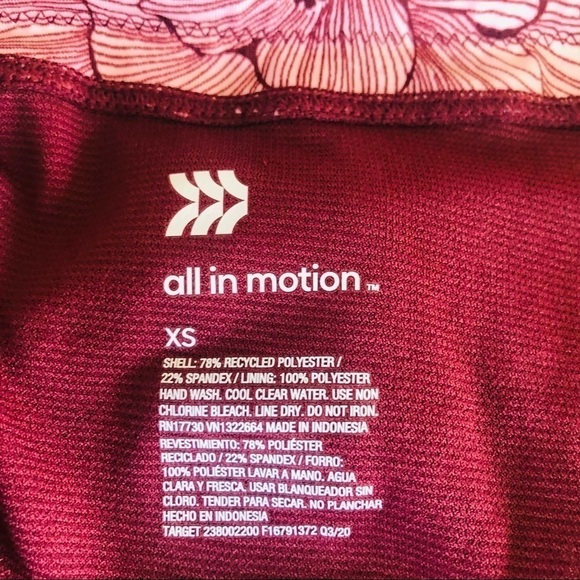 all in motion ™
XS
SHELL: 78% RECYCLED POLYESTER /
22% SPANDEX / LINING: 100% POLYESTER
HAND WASH. COOL CLEAR WATER. USE NON
CHLORINE BLEACH. LINE DRY. DO NOT IRON.
RN17730 VN1322664 MADE IN INDONESIA
REVESTIMIENTO: 78% POLIÉSTER
RECICLADO / 22% SPANDEX / FORRO:
100% POLIÉSTER LAVAR A MANO. AGUA
CLARA Y FRESCA. USAR BLANQUEADOR SIN
CLORO. TENDER PARA SECAR. NO PLANCHAR
HECHO EN INDONESIA
TARGET 238002200 F16791372 Q3/20